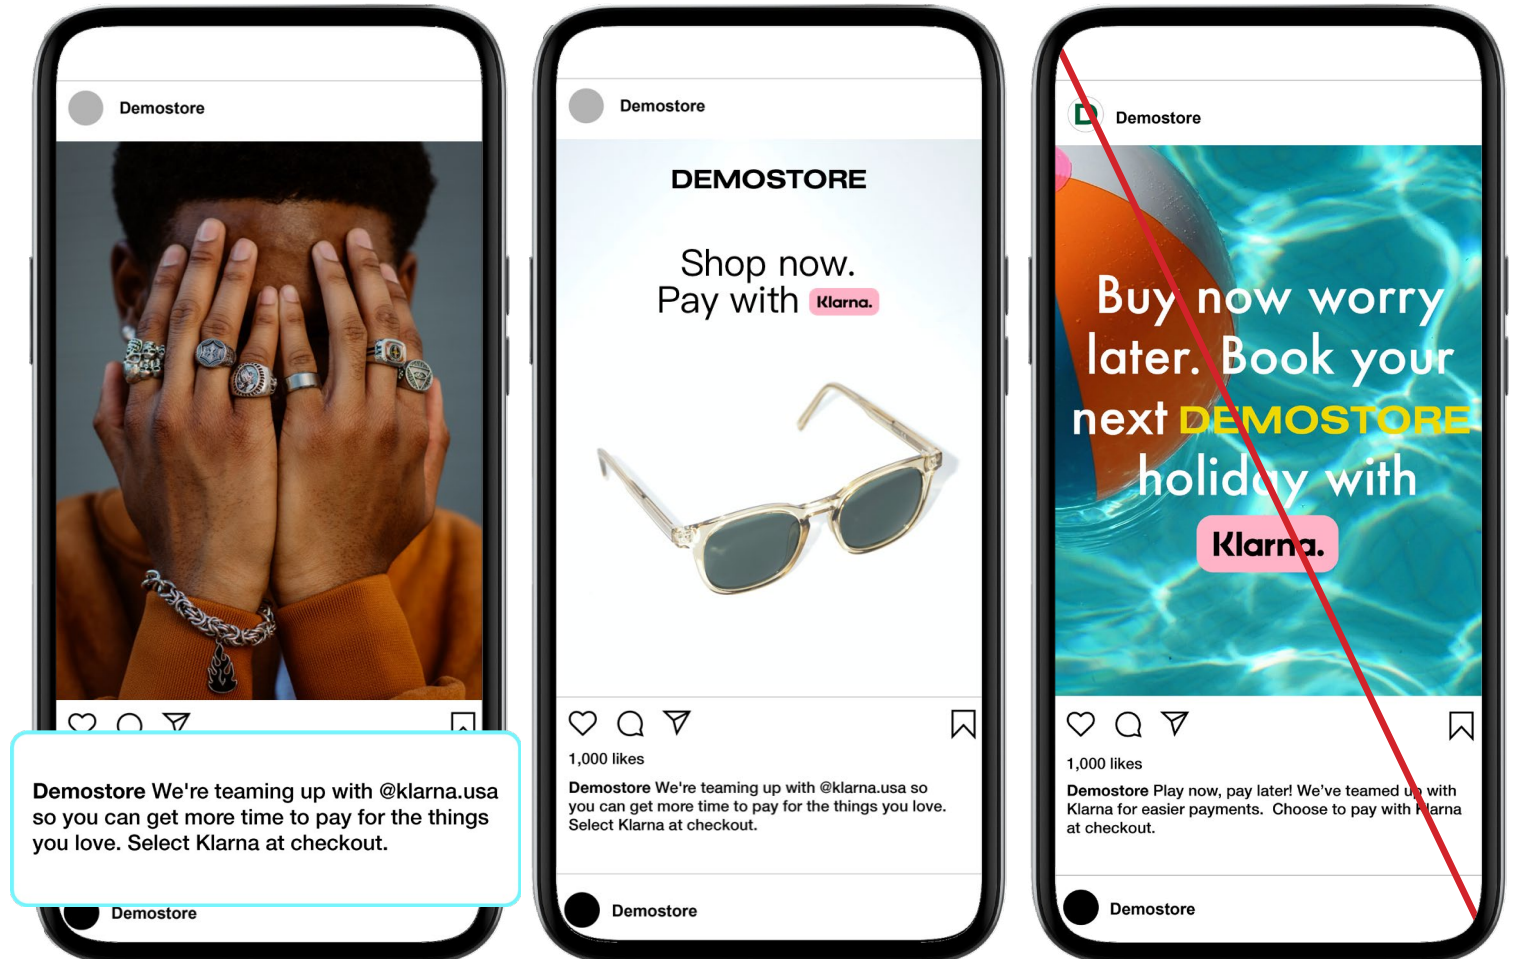 Demostore
Demostore We're teaming up with @klarna.usa
so you can get more time to pay for the things
you love. Select Klarna at checkout.
Demostore
Demostore
DEMOSTORE
Shop now.
Pay with Klarna.
1,000 likes
Demostore We're teaming up with @klarna.usa so
you can get more time to pay for the things you love.
Select Klarna at checkout.
Demostore
D
Demostore
Buy now worry
later. Book your
next DEMOSTORE
holiday with
Klarna.
1,000 likes
Demostore Play now, pay later! We’ve teamed up with
Klarna for easier payments.  Choose to pay with Klarna
at checkout.
Demostore